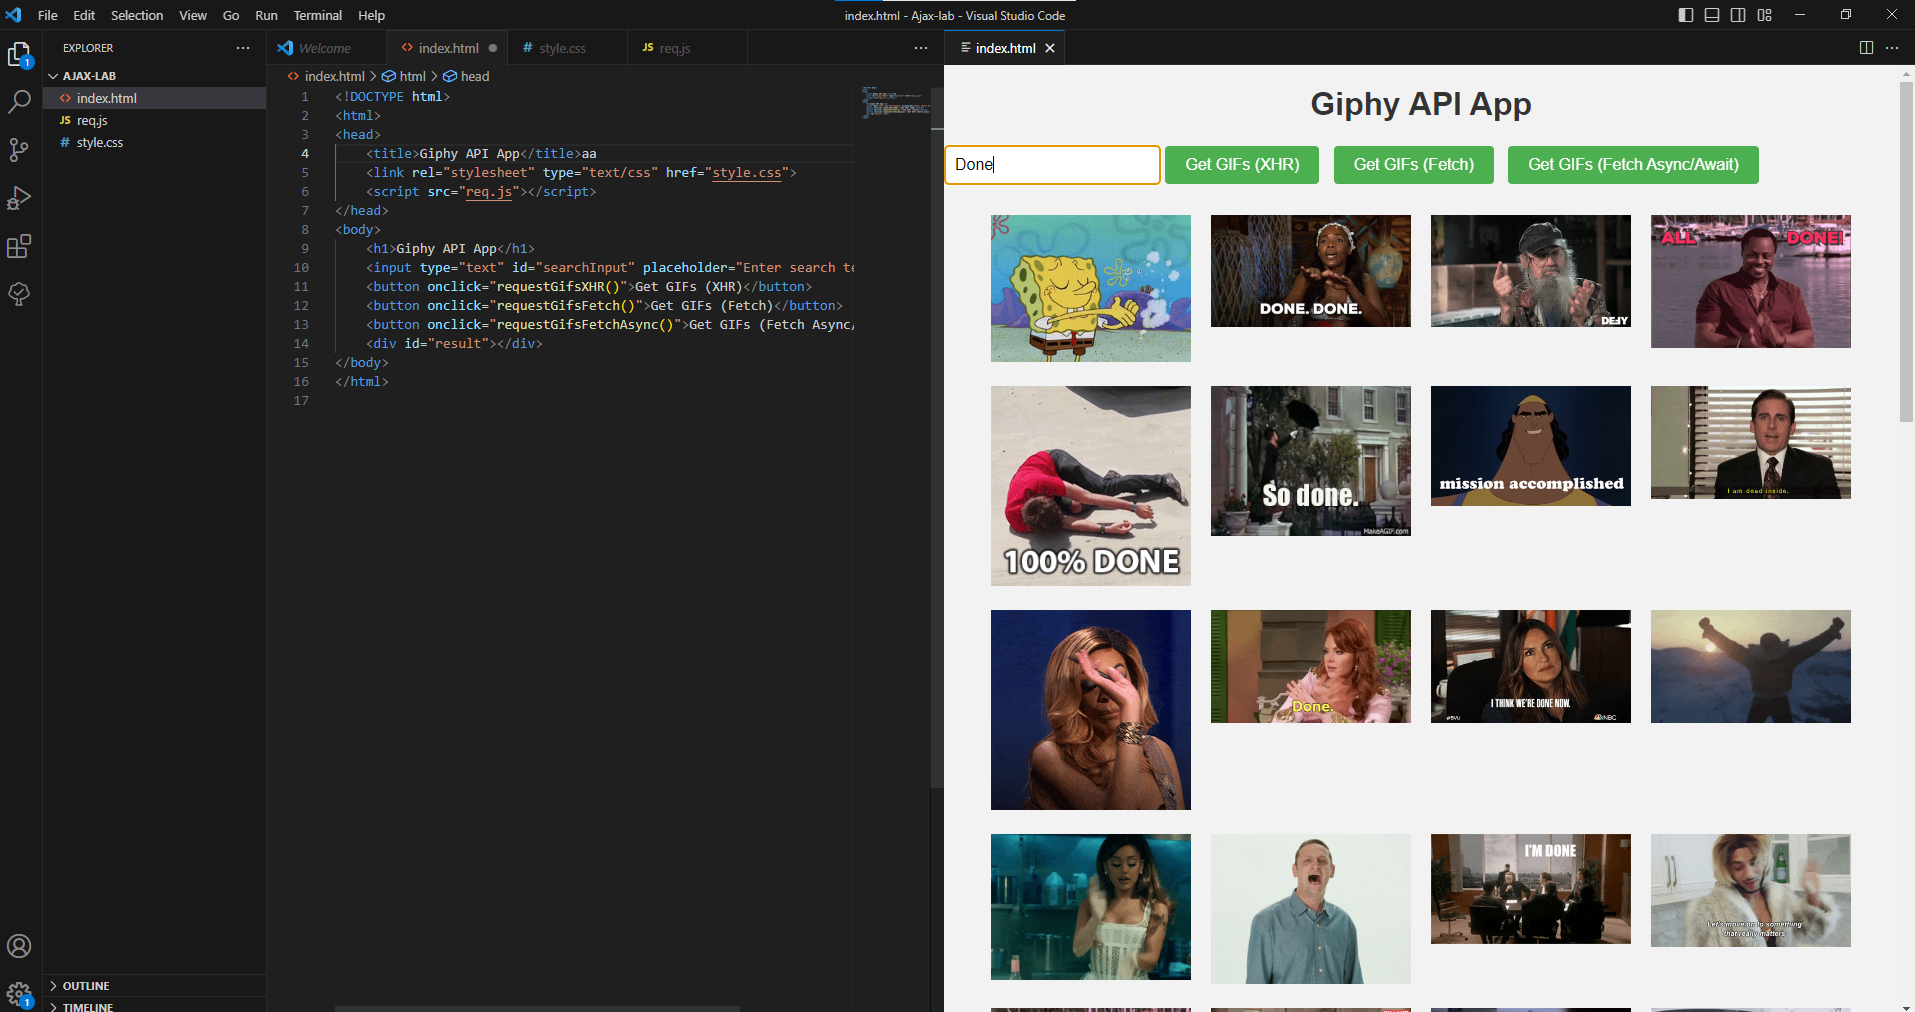 File Edit Selection View Go Run Terminal Help
index.html - Ajax-lab - Visual Studio Code
EXPLORER
Welcome
index.html
style.css
req.js
index.html
AJAX-LAB
index.html
req.js
style.css
index.html > html > head
1 <!DOCTYPE html>
2 <html>
3 <head>
4 <title>Giphy API App</title>aa
5 <link rel="stylesheet" type="text/css" href="style.css">
6 <script src="req.js"></script>
7 </head>
8 <body>
9 <h1>Giphy API App</h1>
10 <input type="text" id="searchInput" placeholder="Enter search te
11 <button onclick="requestGifsXHR()">Get GIFs (XHR)</button>
12 <button onclick="requestGifsFetch()">Get GIFs (Fetch)</button>
13 <button onclick="requestGifsFetchAsync()">Get GIFs (Fetch Async/
14 <div id="result"></div>
15 </body>
16 </html>
17
OUTLINE
TIMELINE
1
1
Giphy API App
Done
Get GIFs (XHR)
Get GIFs (Fetch)
Get GIFs (Fetch Async/Await)
DONE. DONE.
DEFY
ALL DONE!
100% DONE
So done.
MakeAGIF.com
mission accomplished
I am dead inside.
Done.
I THINK WE'RE DONE NOW.
#SVU
NBC
I'M DONE
Let's move on to something
that really matters